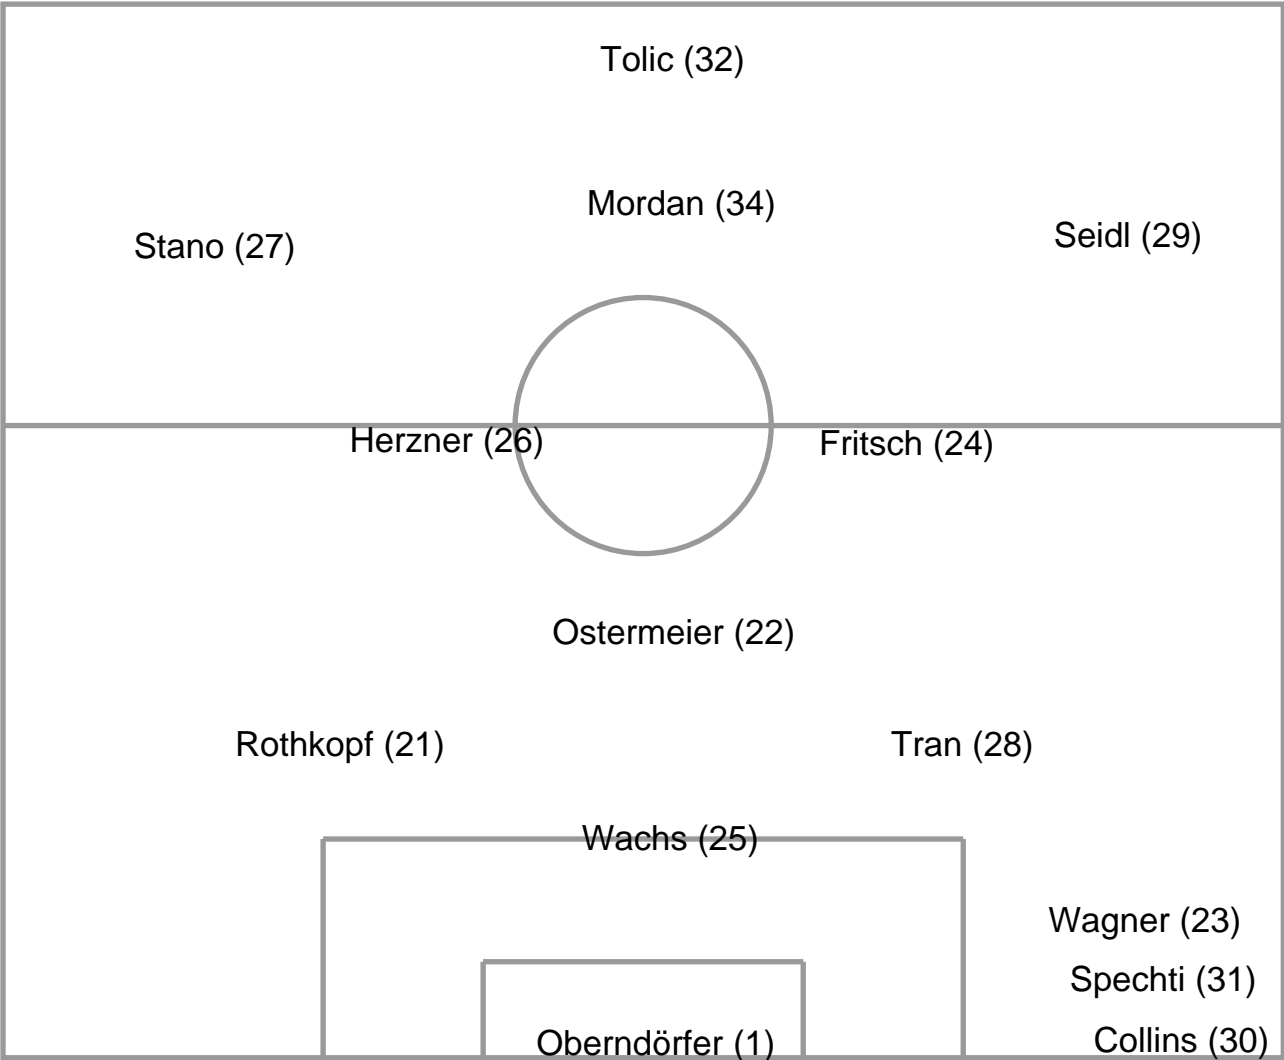 Tolic (32)
Mordan (34)
Stano (27)
Seidl (29)
Herzner (26)
Fritsch (24)
Ostermeier (22)
Rothkopf (21)
Tran (28)
Wachs (25)
Wagner (23)
Spechti (31)
Oberndörfer (1)
Collins (30)